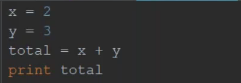 x = 2
y = 3
total = x + y
print total